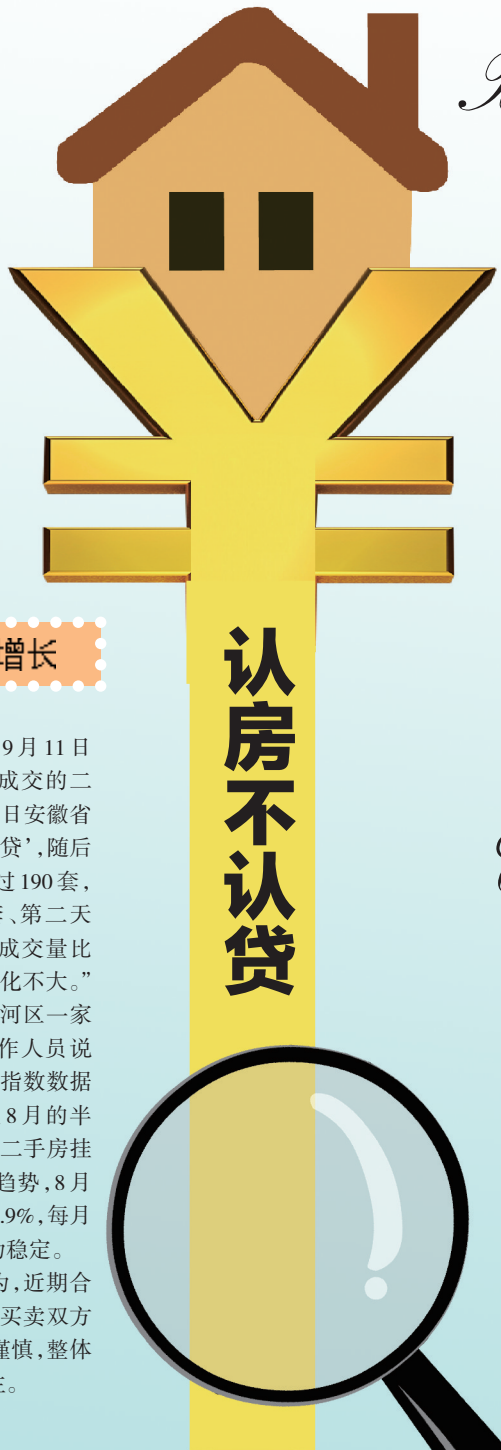 增长
9月11日
成交的二
日安徽省
贷’,随后
过190套,
、第二天
成交量比
化不大。”
河区一家
作人员说
指数数据
8月的半
二手房挂
趋势,8月
.9%,每月
稳定。
,近期合
买卖双方
谨慎,整体
。
认房不认贷